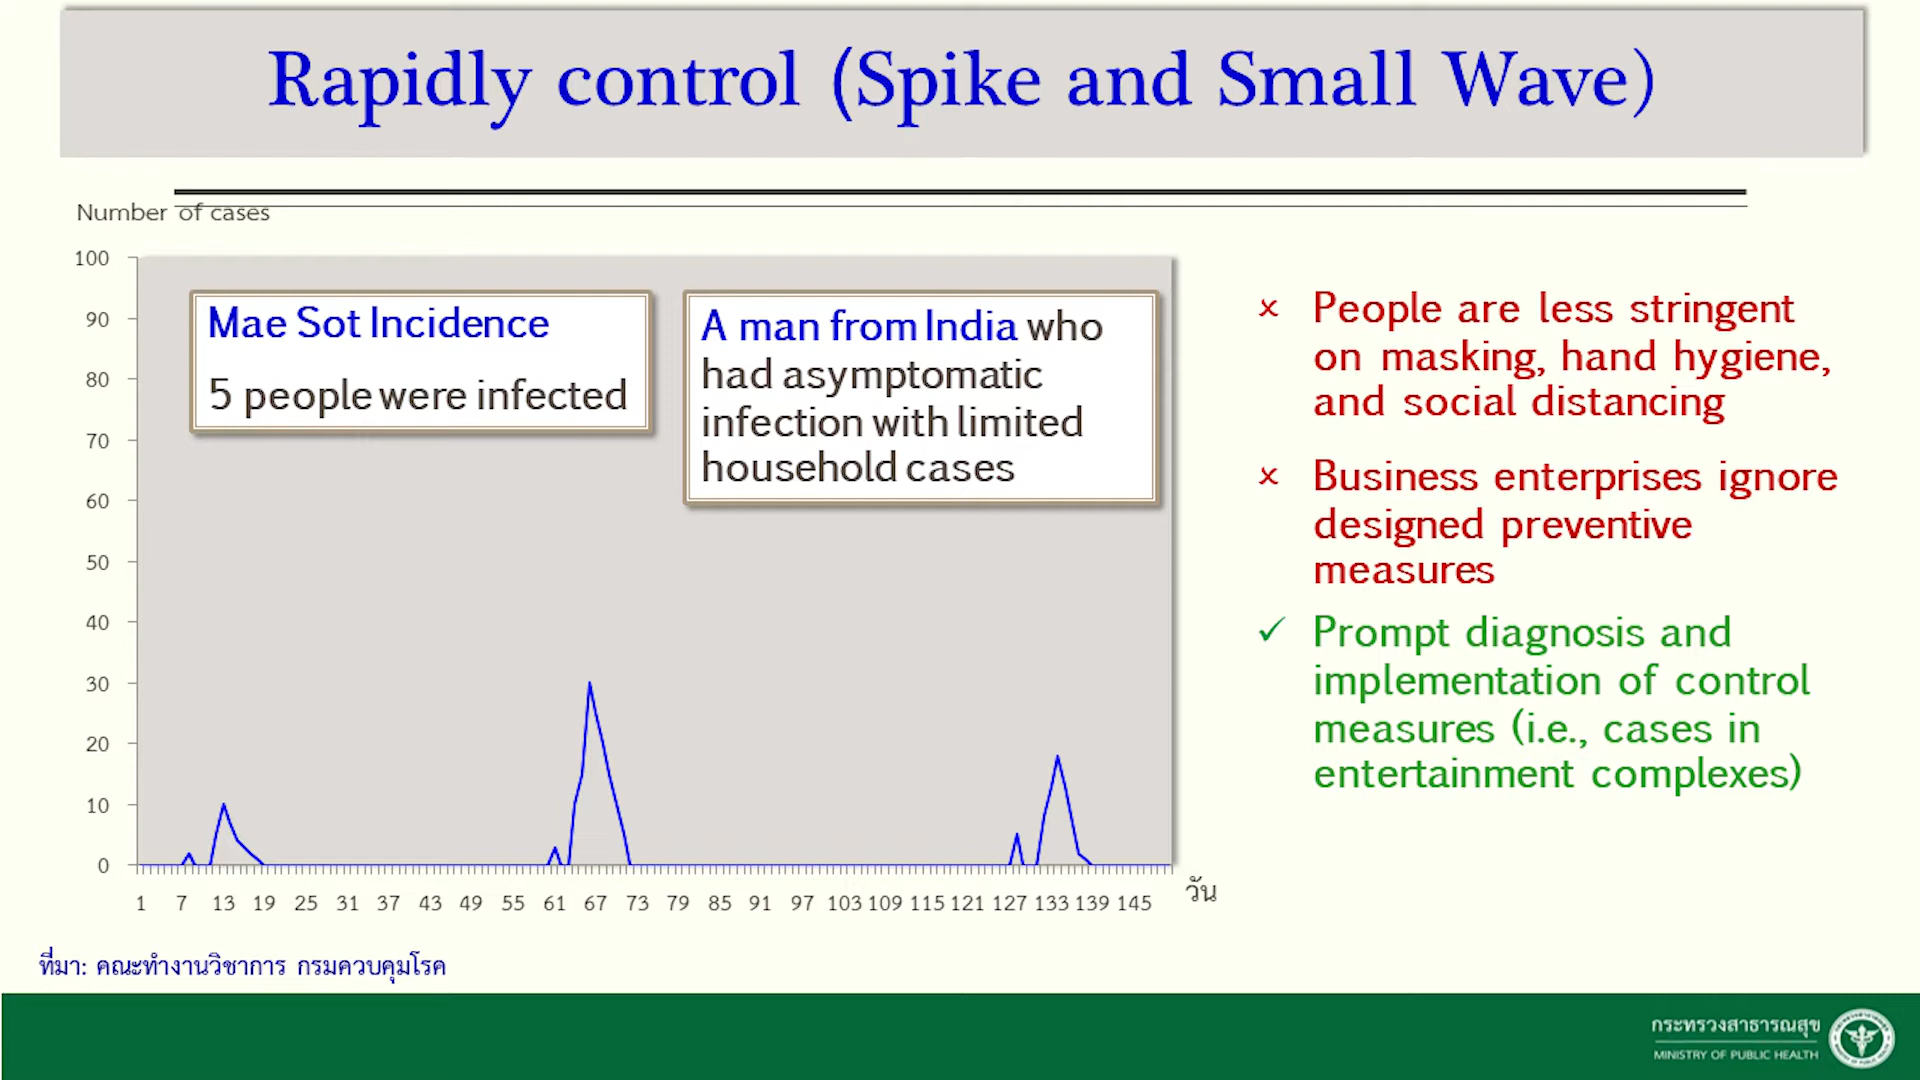 Rapidly control (Spike and Small Wave)
Number of cases
100
90
80
70
60
50
40
30
20
10
0
Mae Sot Incidence
5 people were infected
A man from India who
had asymptomatic
infection with limited
household cases
1 7 13 19 25 31 37 43 49 55 61 67 73 79 85 91 97 103 109 115 121 127 133 139 145
วัน
× People are less stringent
on masking, hand hygiene,
and social distancing
× Business enterprises ignore
designed preventive
measures
✓ Prompt diagnosis and
implementation of control
measures (i.e., cases in
entertainment complexes)
ที่มา: คณะทำงานวิชาการ กรมควบคุมโรค
กระทรวงสาธารณสุข
MINISTRY OF PUBLIC HEALTH